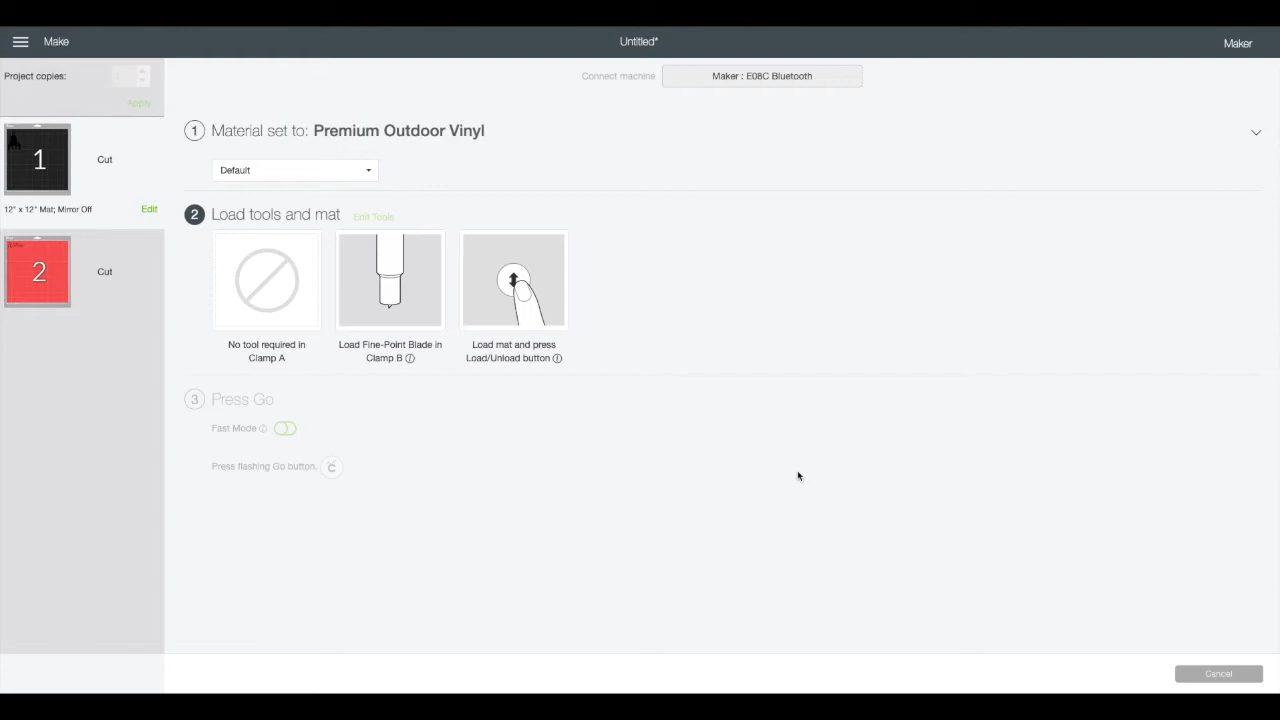 Make
Untitled*
Maker
Project copies:
Apply
Connect machine
Maker : E08C Bluetooth
1
Cut
12" x 12" Mat; Mirror Off
Edit
2
Cut
1 Material set to: Premium Outdoor Vinyl
Default
2 Load tools and mat
Edit Tools
No tool required in
Clamp A
Load Fine-Point Blade in
Clamp B
Load mat and press
Load/Unload button
3 Press Go
Fast Mode
Press flashing Go button.
Cancel